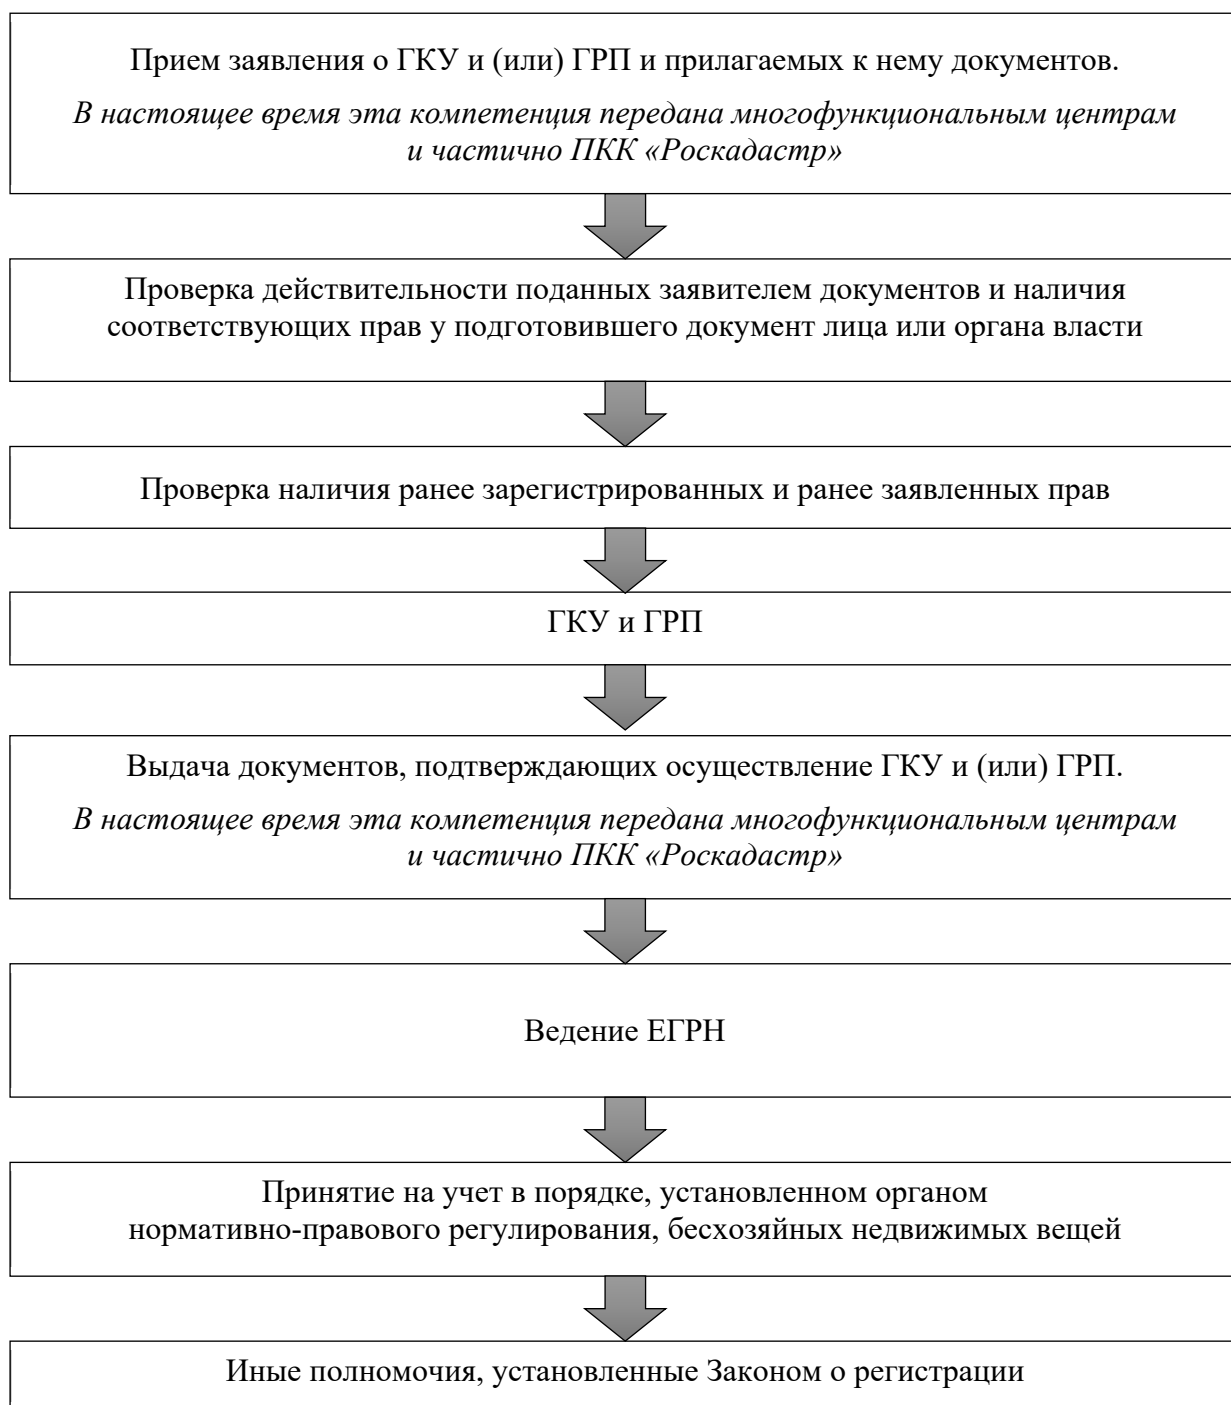 Прием заявления о ГКУ и (или) ГРП и прилагаемых к нему документов.
В настоящее время эта компетенция передана многофункциональным центрам
и частично ПКК «Роскадастр»
Проверка действительности поданных заявителем документов и наличия
соответствующих прав у подготовившего документ лица или органа власти
Проверка наличия ранее зарегистрированных и ранее заявленных прав
ГКУ и ГРП
Выдача документов, подтверждающих осуществление ГКУ и (или) ГРП.
В настоящее время эта компетенция передана многофункциональным центрам
и частично ПКК «Роскадастр»
Ведение ЕГРН
Принятие на учет в порядке, установленном органом
нормативно-правового регулирования, бесхозяйных недвижимых вещей
Иные полномочия, установленные Законом о регистрации